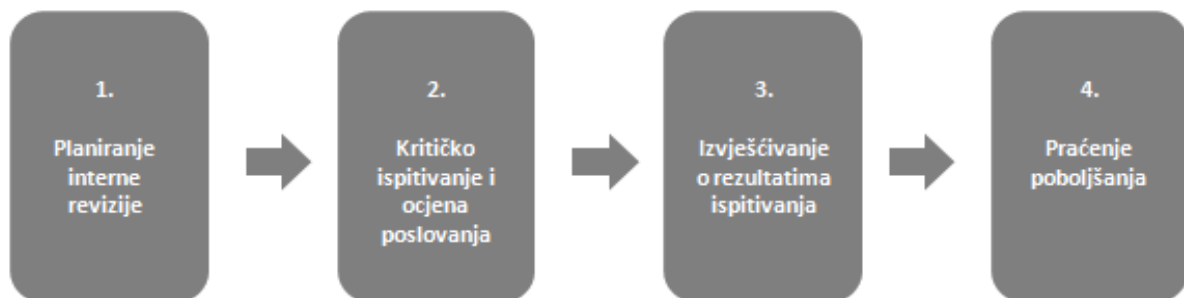 1.
Planiranje
interne
revizije
2.
Kritičko
ispitivanje i
ocjena
poslovanja
3.
Izvješćivanje
o rezultatima
ispitivanja
4.
Praćenje
poboljšanja